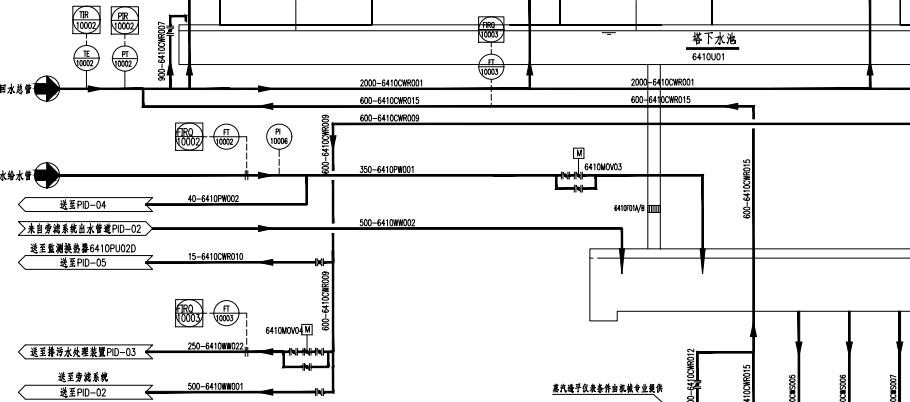 TIR
10002
PIR
10002
TE
10002
PT
10002
900-6410CWR007
FIRQ
10003
FT
10003
塔下水池
6410U01
回水总管
2000-6410CWR001
2000-6410CWR001
600-6410CWR015
600-6410CWR015
600-6410CWR009
600-6410CWR009
FIRQ
10002
FT
10002
PI
10006
M
6410MOV03
水给水管
350-6410PW001
600-6410CWR015
送至PID-04
40-6410PW002
6410F01A/B
来自旁滤系统出水管道PID-02
500-6410WW002
送至监测换热器6410PU02D
送至PID-05
15-6410CWR010
600-6410CWR009
FIRQ
10003
FT
10003
6410MOV04
M
送至排污水处理装置PID-03
250-6410WW022
送至旁滤系统
送至PID-02
500-6410WW001
蒸汽透平仪表条件由机械专业提供
00-6410CWR012
6410CWR015
0CWS005
0CWS006
0CWS007